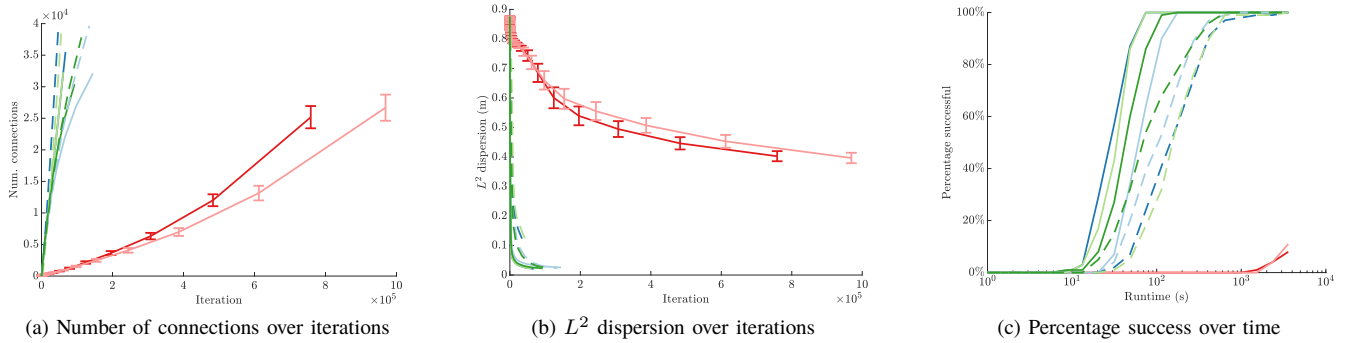 4 ×10⁴
3.5
3
2.5
2
1.5
1
0.5
0
0 2 4 6 8 10
Num. connections
Iteration
×10⁵
(a) Number of connections over iterations
0.9
0.8
0.7
0.6
0.5
0.4
0.3
0.2
0.1
0
0 2 4 6 8 10
L² dispersion (m)
Iteration
×10⁵
(b) L² dispersion over iterations
100%
80%
60%
40%
20%
0%
10⁰ 10¹ 10² 10³ 10⁴
Percentage successful
Runtime (s)
(c) Percentage success over time